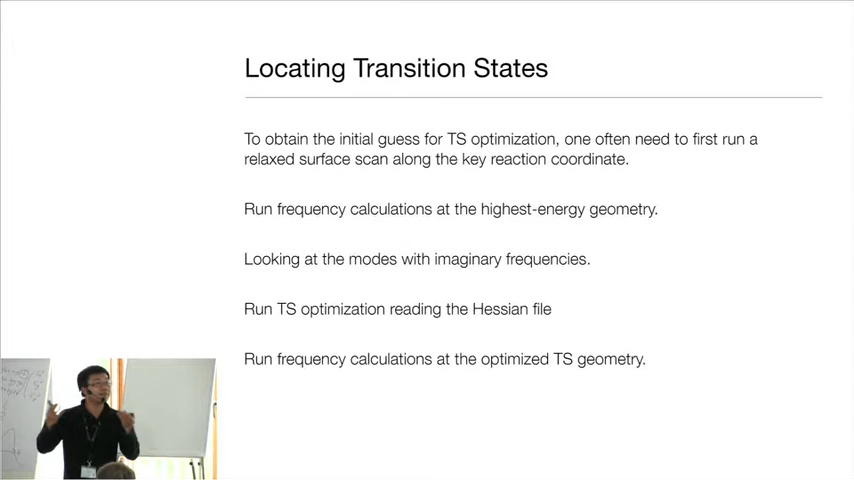 Locating Transition States
To obtain the initial guess for TS optimization, one often need to first run a
relaxed surface scan along the key reaction coordinate.
Run frequency calculations at the highest-energy geometry.
Looking at the modes with imaginary frequencies.
Run TS optimization reading the Hessian file
Run frequency calculations at the optimized TS geometry.